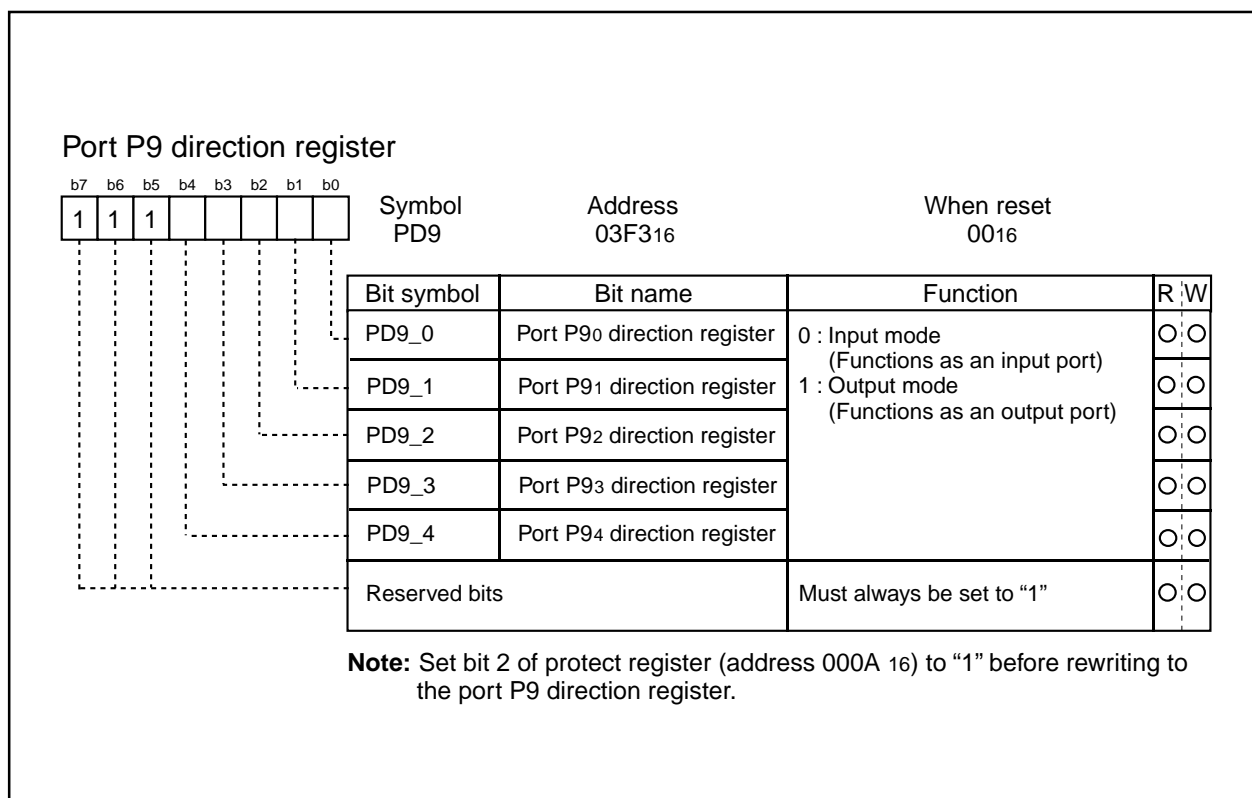 Port P9 direction register
b7 b6 b5 b4 b3 b2 b1 b0
1 1 1
Symbol Address When reset
PD9 03F316 0016
Bit symbol Bit name Function R W
PD9_0 Port P90 direction register 0 : Input mode
(Functions as an input port)
PD9_1 Port P91 direction register 1 : Output mode
(Functions as an output port)
PD9_2 Port P92 direction register
PD9_3 Port P93 direction register
PD9_4 Port P94 direction register
Reserved bits Must always be set to “1”
Note: Set bit 2 of protect register (address 000A 16) to “1” before rewriting to
the port P9 direction register.